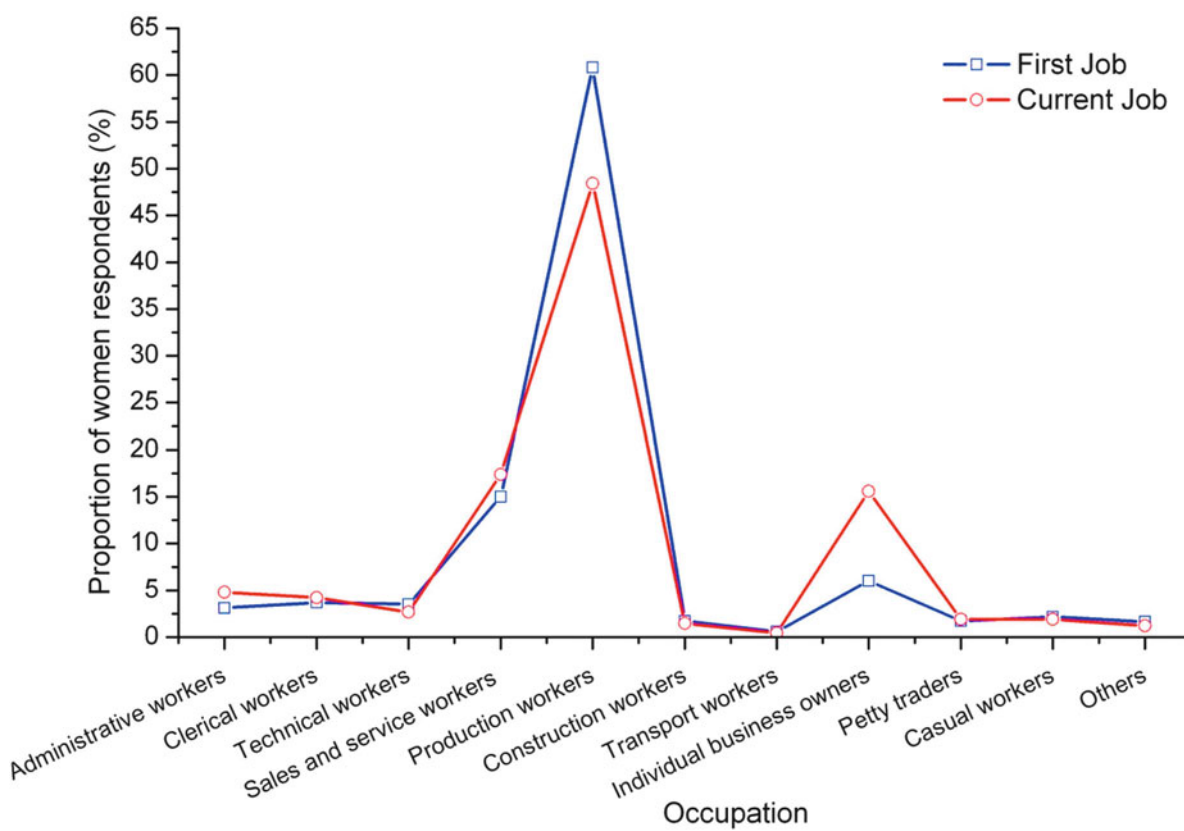 65
60
55
50
45
40
35
30
25
20
15
10
5
0
Proportion of women respondents (%)
First Job
Current Job
Administrative workers
Clerical workers
Technical workers
Sales and service workers
Production workers
Construction workers
Transport workers
Individual business owners
Petty traders
Casual workers
Others
Occupation